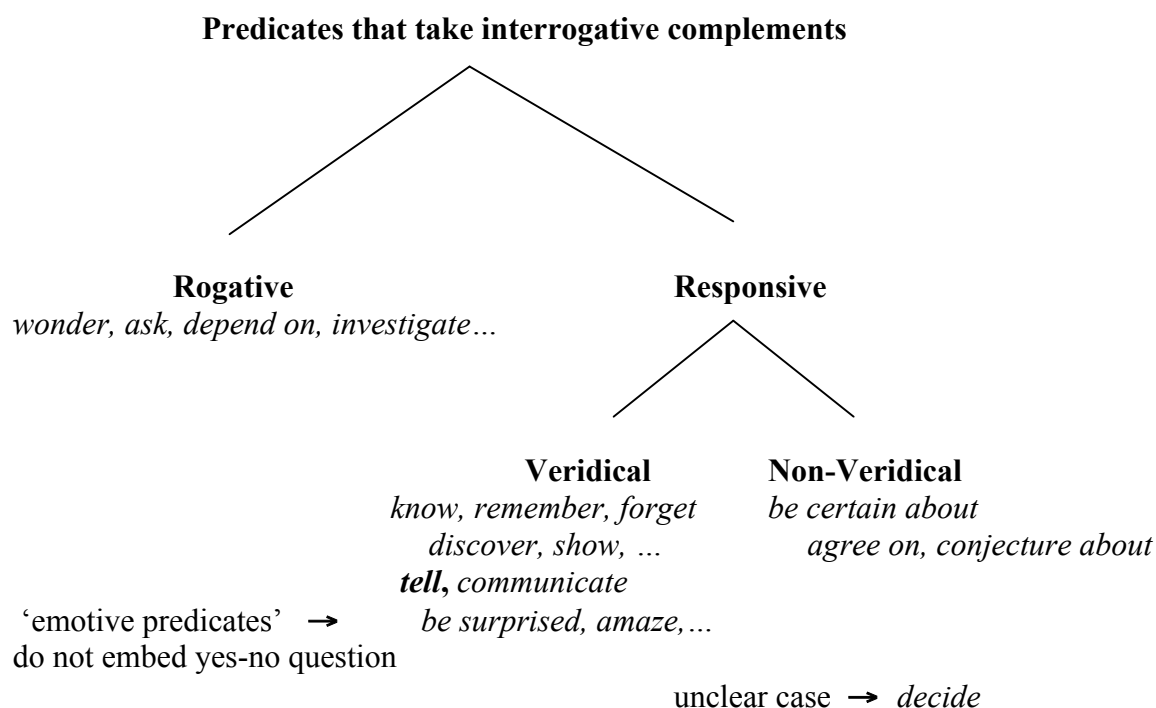 Predicates that take interrogative complements
Rogative
wonder, ask, depend on, investigate…
Responsive
Veridical
know, remember, forget
discover, show, …
tell, communicate
be surprised, amaze,…
Non-Veridical
be certain about
agree on, conjecture about
‘emotive predicates’ →
do not embed yes-no question
unclear case → decide